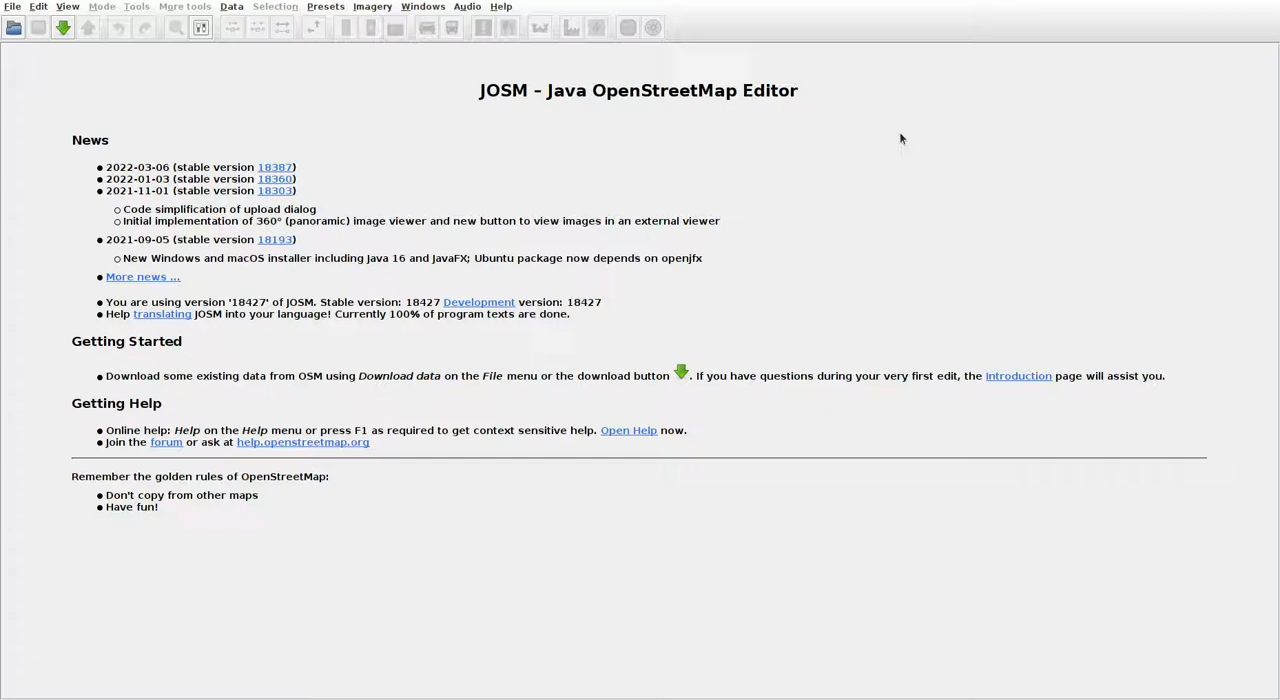 File Edit View Mode Tools More tools Data Selection Presets Imagery Windows Audio Help
JOSM – Java OpenStreetMap Editor
News
● 2022-03-06 (stable version 18387)
● 2022-01-03 (stable version 18360)
● 2021-11-01 (stable version 18303)
○ Code simplification of upload dialog
○ Initial implementation of 360° (panoramic) image viewer and new button to view images in an external viewer
● 2021-09-05 (stable version 18193)
○ New Windows and macOS installer including Java 16 and JavaFX; Ubuntu package now depends on openjfx
● More news ...
● You are using version '18427' of JOSM. Stable version: 18427 Development version: 18427
● Help translating JOSM into your language! Currently 100% of program texts are done.
Getting Started
● Download some existing data from OSM using Download data on the File menu or the download button . If you have questions during your very first edit, the Introduction page will assist you.
Getting Help
● Online help: Help on the Help menu or press F1 as required to get context sensitive help. Open Help now.
● Join the forum or ask at help.openstreetmap.org
Remember the golden rules of OpenStreetMap:
● Don't copy from other maps
● Have fun!